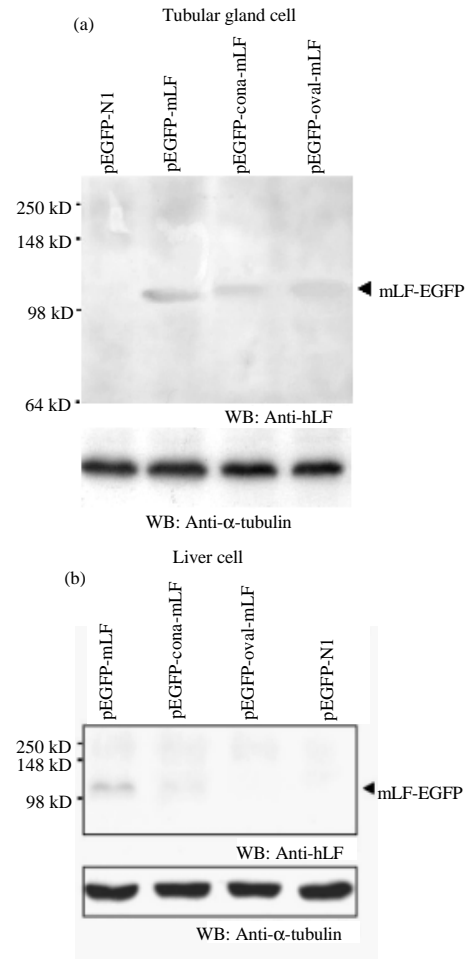 Tubular gland cell
(a)
pEGFP-N1
pEGFP-mLF
pEGFP-cona-mLF
pEGFP-oval-mLF
250 kD
148 kD
mLF-EGFP
98 kD
64 kD
WB: Anti-hLF
WB: Anti-α-tubulin
Liver cell
(b)
pEGFP-mLF
pEGFP-cona-mLF
pEGFP-oval-mLF
pEGFP-N1
250 kD
148 kD
mLF-EGFP
98 kD
WB: Anti-hLF
WB: Anti-α-tubulin